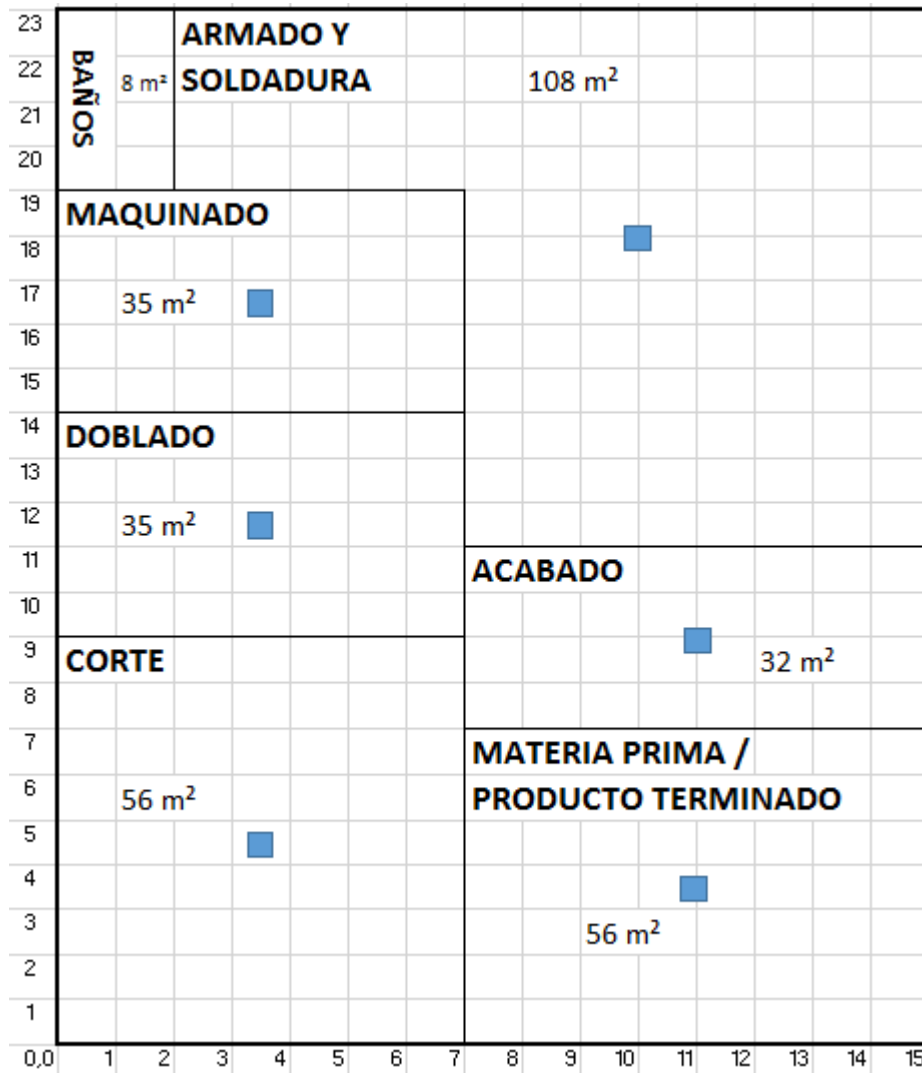 23
ARMADO Y
22
BAÑOS
8 m²
SOLDADURA
108 m²
21
20
19
MAQUINADO
18
17
35 m²
16
15
14
DOBLADO
13
12
35 m²
11
ACABADO
10
9
CORTE
32 m²
8
7
MATERIA PRIMA /
6
56 m²
PRODUCTO TERMINADO
5
4
3
56 m²
2
1
0,0 1 2 3 4 5 6 7 8 9 10 11 12 13 14 15